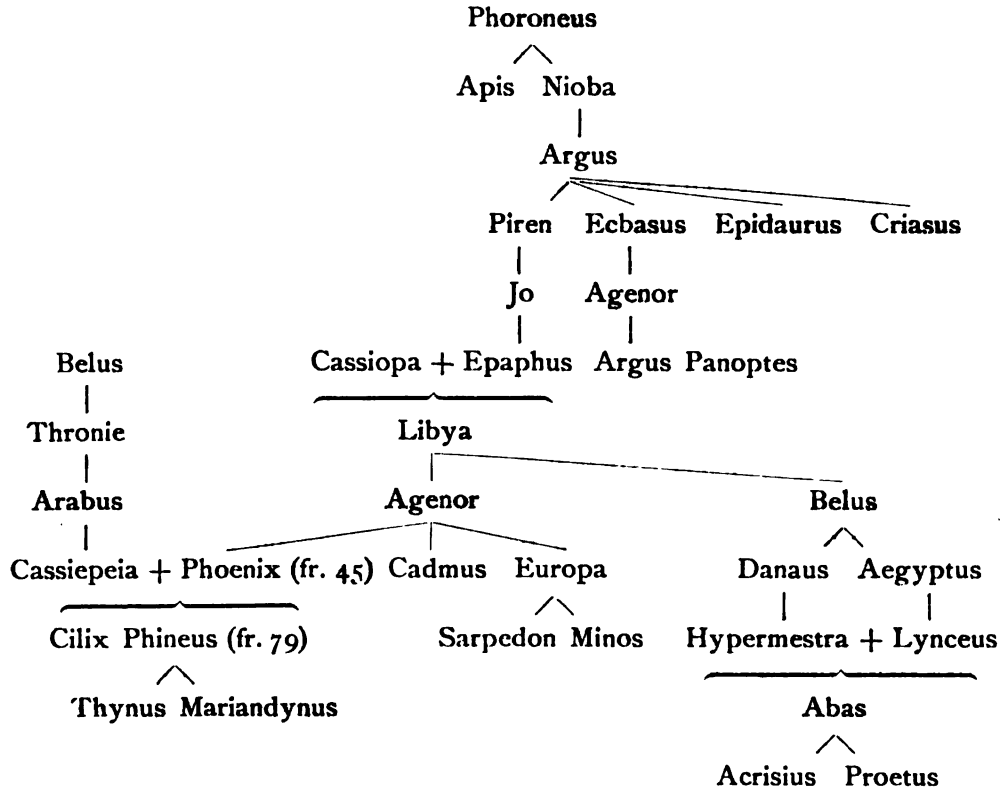 Phoroneus
Apis Nioba
Argus
Piren Ecbasus Epidaurus Criasus
Jo Agenor
Belus Cassiopa + Epaphus Argus Panoptes
Thronie Libya
Arabus Agenor Belus
Cassiepeia + Phoenix (fr. 45) Cadmus Europa Danaus Aegyptus
Cilix Phineus (fr. 79) Sarpedon Minos Hypermestra + Lynceus
Thynus Mariandynus Abas
Acrisius Proetus